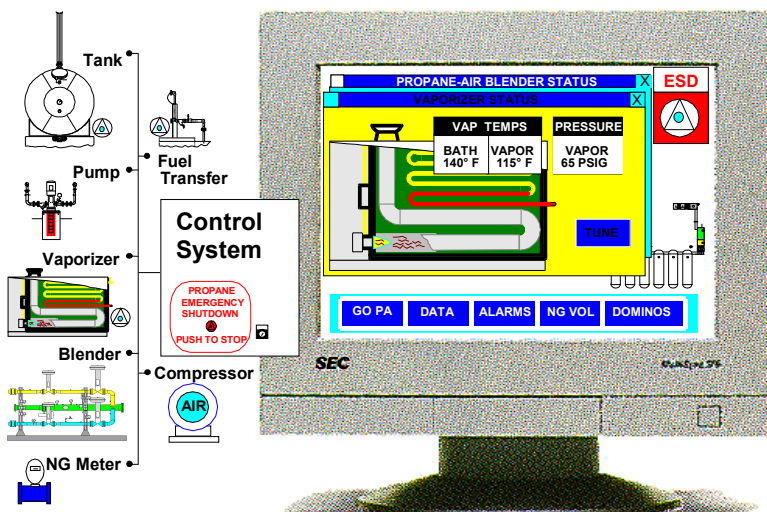 Tank
Fuel
Transfer
Pump
Control
System
Vaporizer
PROPANE
EMERGENCY
SHUTDOWN
PUSH TO STOP
Blender
Compressor
AIR
NG Meter
PROPANE-AIR BLENDER STATUS
X
ESD
VAPORIZER STATUS
X
VAP TEMPS
PRESSURE
BATH
140° F
VAPOR
115° F
VAPOR
65 PSIG
TUNE
GO PA
DATA
ALARMS
NG VOL
DOMINOS
SEC